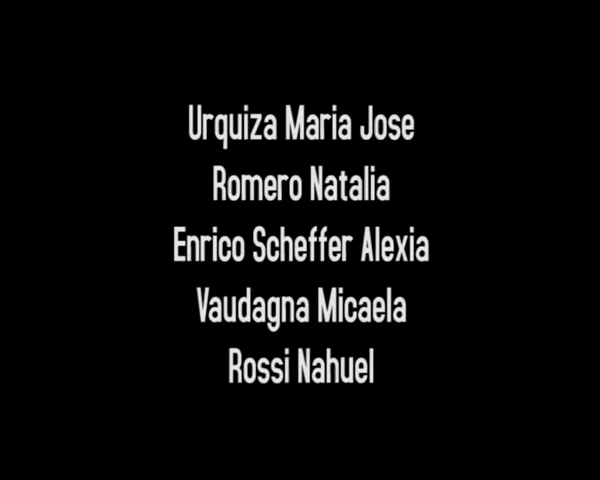 Urquiza Maria Jose
Romero Natalia
Enrico Scheffer Alexia
Vaudagna Micaela
Rossi Nahuel